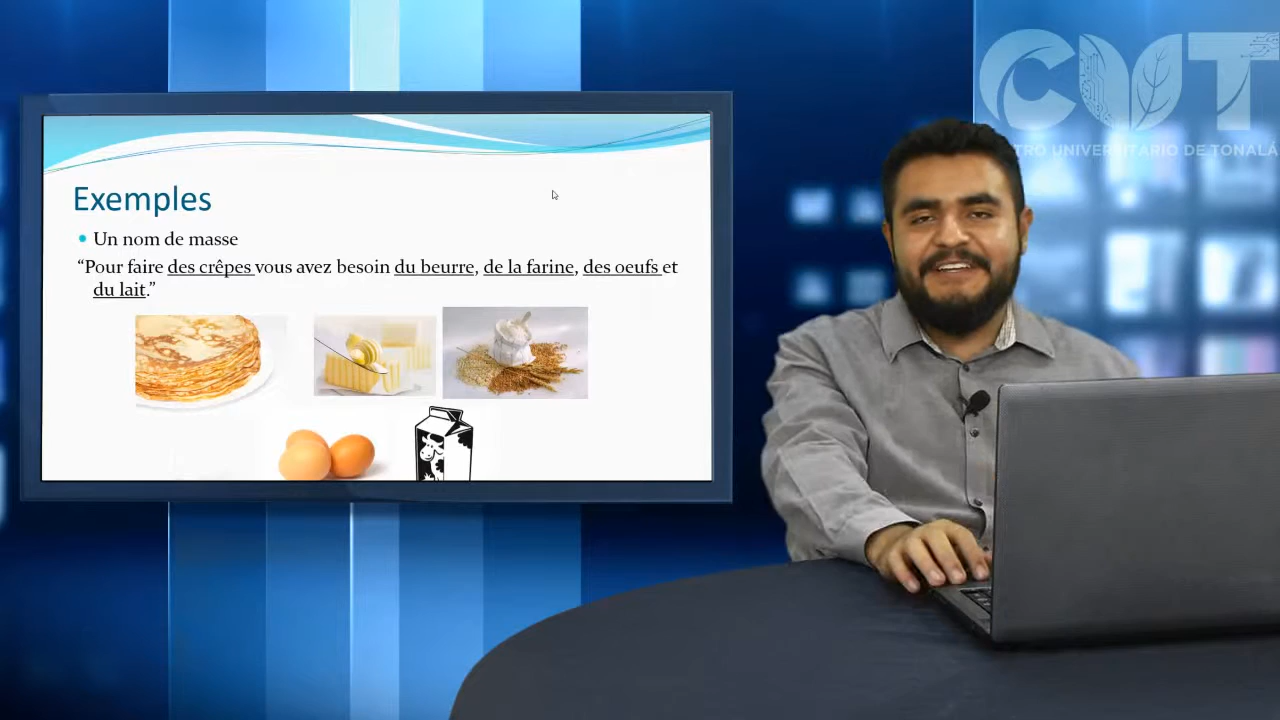 CUT
CENTRO UNIVERSITARIO DE TONALÁ
Exemples
Un nom de masse
“Pour faire des crêpes vous avez besoin du beurre, de la farine, des oeufs et
du lait.”